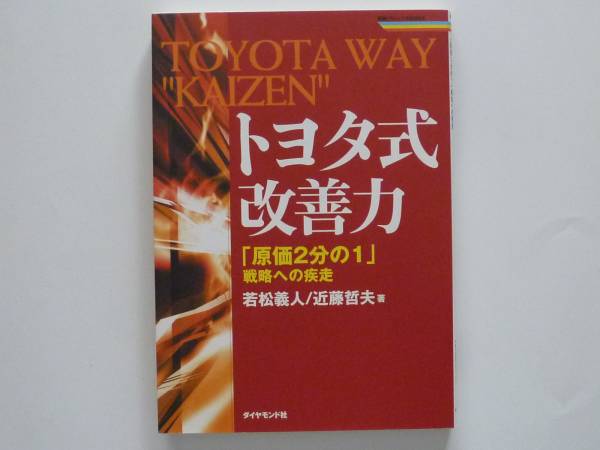 TOYOTA WAY
"KAIZEN"
トヨタ式
改善力
「原価2分の1」
戦略への疾走
若松義人/近藤哲夫 著
ダイヤモンド社